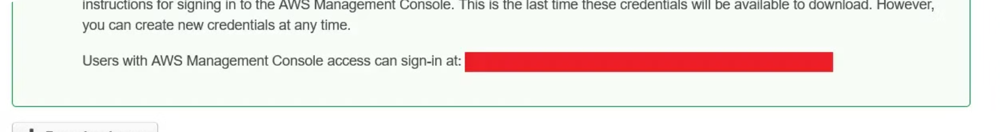 instructions for signing in to the AWS Management Console. This is the last time these credentials will be available to download. However,
you can create new credentials at any time.
Users with AWS Management Console access can sign-in at: